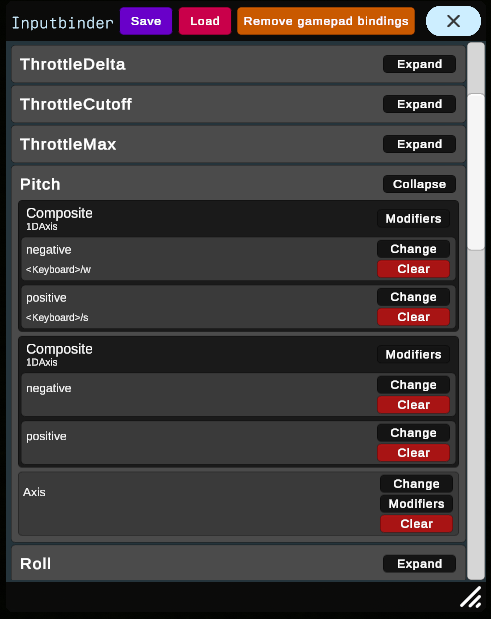 Inputbinder Save Load Remove gamepad bindings
ThrottleDelta Expand
ThrottleCutoff Expand
ThrottleMax Expand
Pitch Collapse
Composite Modifiers
1DAxis
negative Change
<Keyboard>/w Clear
positive Change
<Keyboard>/s Clear
Composite Modifiers
1DAxis
negative Change
Clear
positive Change
Clear
Change
Axis Modifiers
Clear
Roll Expand